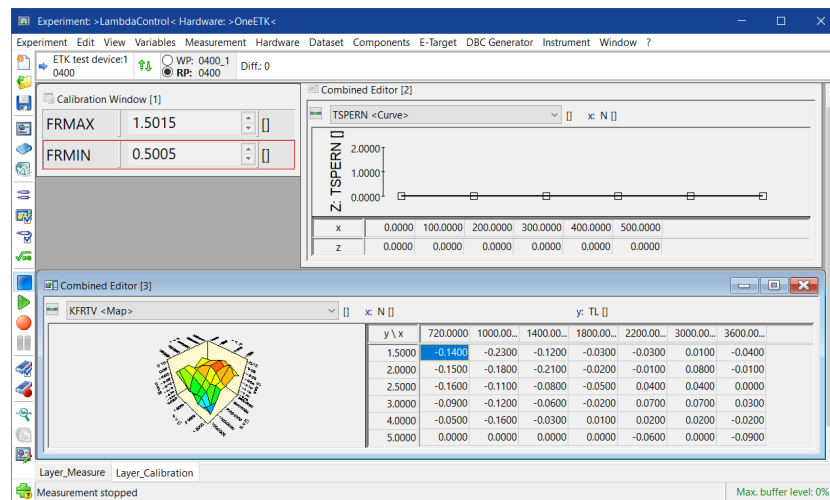 Experiment: >LambdaControl< Hardware: >OneETK<
Experiment Edit View Variables Measurement Hardware Dataset Components E-Target DBC Generator Instrument Window ?
ETK test device:1
0400
WP: 0400_1
RP: 0400
Diff.: 0
Calibration Window [1]
FRMAX 1.5015 []
FRMIN 0.5005 []
Combined Editor [2]
TSPERN <Curve> [] x: N []
Z: TSPERN []
2.0000
1.0000
0.0000
x 0.0000 100.0000 200.0000 300.0000 400.0000 500.0000
z 0.0000 0.0000 0.0000 0.0000 0.0000 0.0000
Combined Editor [3]
KFRTV <Map> [] x: N [] y: TL []
y \ x 720.0000 1000.00... 1400.00... 1800.00... 2200.00... 3000.00... 3600.00...
1.5000 -0.1400 -0.2300 -0.1200 -0.0300 -0.0300 0.0100 -0.0400
2.0000 -0.1500 -0.1800 -0.2100 -0.0200 -0.0100 0.0800 -0.0100
2.5000 -0.1600 -0.1100 -0.0800 -0.0500 0.0400 0.0400 0.0000
3.0000 -0.0900 -0.1200 -0.0600 -0.0200 0.0700 0.0700 0.0300
4.0000 -0.0500 -0.1600 -0.0300 0.0100 0.0200 0.0200 -0.0200
5.0000 0.0000 0.0000 0.0000 0.0000 -0.0600 0.0000 -0.0900
Layer_Measure Layer_Calibration
Measurement stopped Max. buffer level: 0%